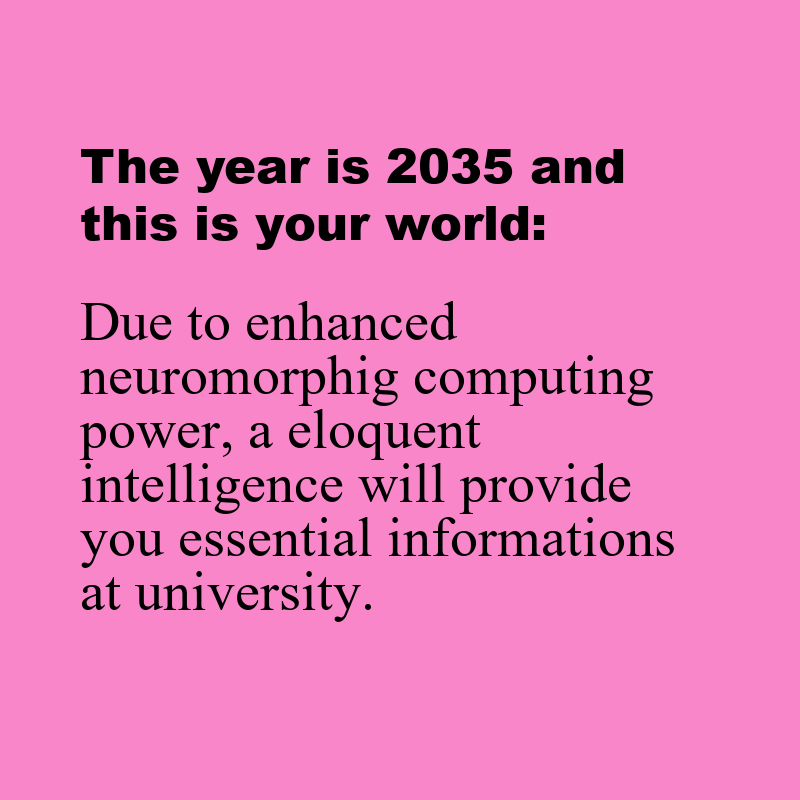 The year is 2035 and
this is your world:
Due to enhanced
neuromorphig computing
power, a eloquent
intelligence will provide
you essential informations
at university.